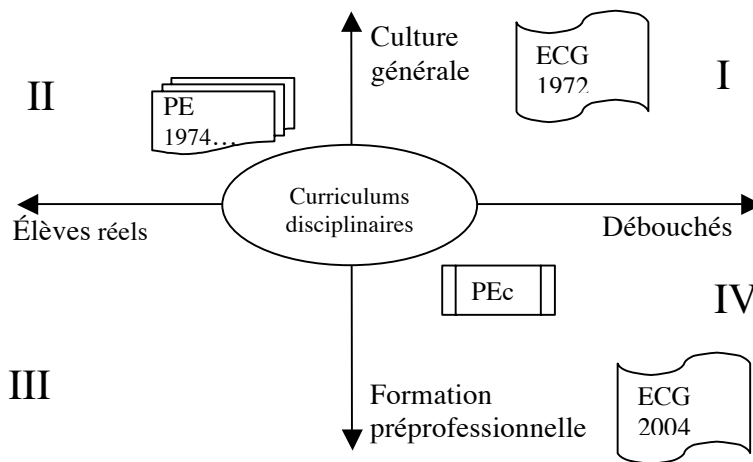 Culture
générale
ECG
1972
I
II
PE
1974…
Curriculums
disciplinaires
Élèves réels
Débouchés
PEc
IV
III
Formation
préprofessionnelle
ECG
2004